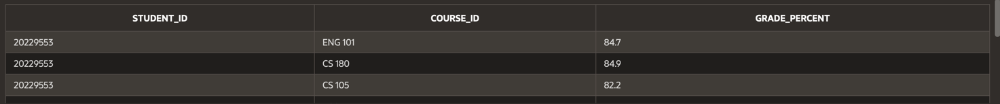 STUDENT_ID COURSE_ID GRADE_PERCENT
20229553 ENG 101 84.7
20229553 CS 180 84.9
20229553 CS 105 82.2